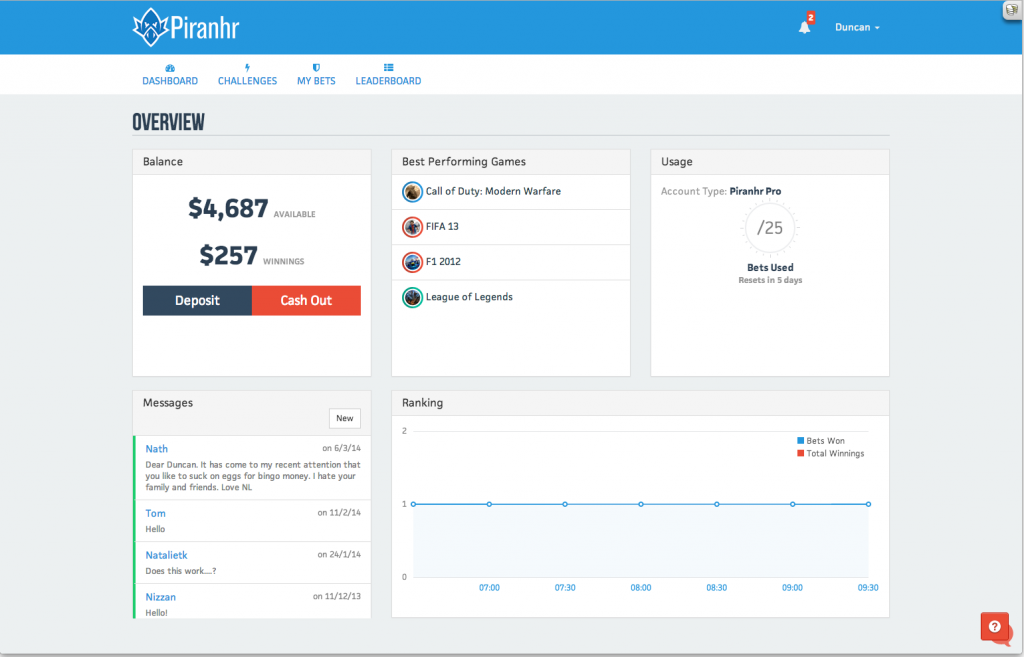 Piranhr
2
Duncan
DASHBOARD
CHALLENGES
MY BETS
LEADERBOARD
OVERVIEW
Balance
$4,687 AVAILABLE
$257 WINNINGS
Deposit
Cash Out
Best Performing Games
Call of Duty: Modern Warfare
FIFA 13
F1 2012
League of Legends
Usage
Account Type: Piranhr Pro
/25
Bets Used
Resets in 5 days
Messages
New
Nath on 6/3/14
Dear Duncan. It has come to my recent attention that
you like to suck on eggs for bingo money. I hate your
family and friends. Love NL
Tom on 11/2/14
Hello
Natalietk on 24/1/14
Does this work....?
Nizzan on 11/12/13
Hello!
Ranking
2
Bets Won
Total Winnings
1
0
07:00 07:30 08:00 08:30 09:00 09:30
?